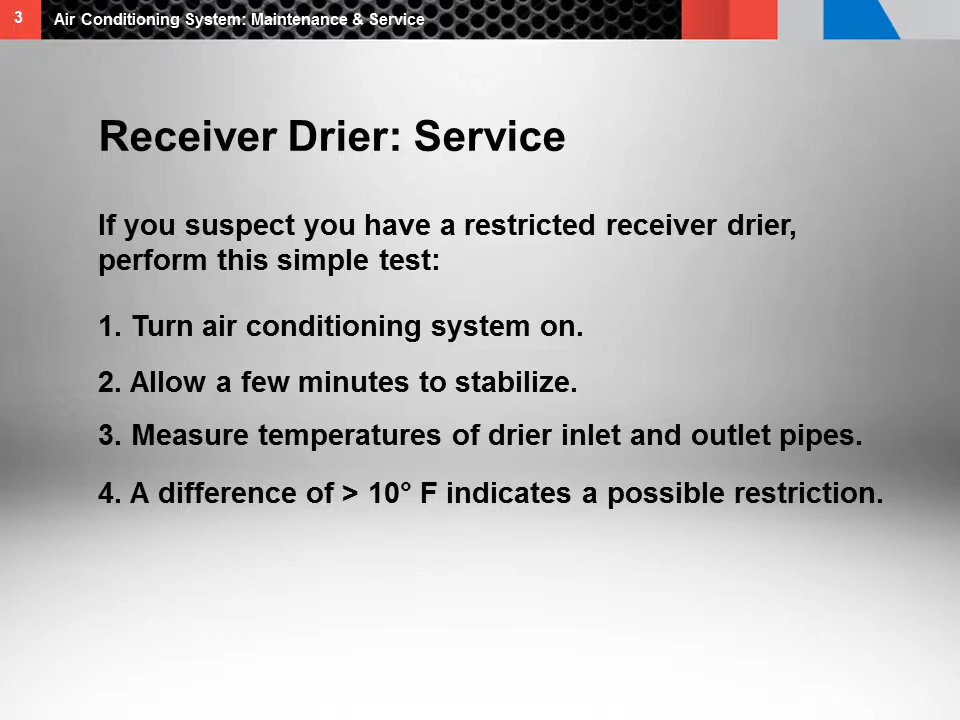 3
Air Conditioning System: Maintenance & Service
Receiver Drier: Service
If you suspect you have a restricted receiver drier,
perform this simple test:
1. Turn air conditioning system on.
2. Allow a few minutes to stabilize.
3. Measure temperatures of drier inlet and outlet pipes.
4. A difference of > 10° F indicates a possible restriction.